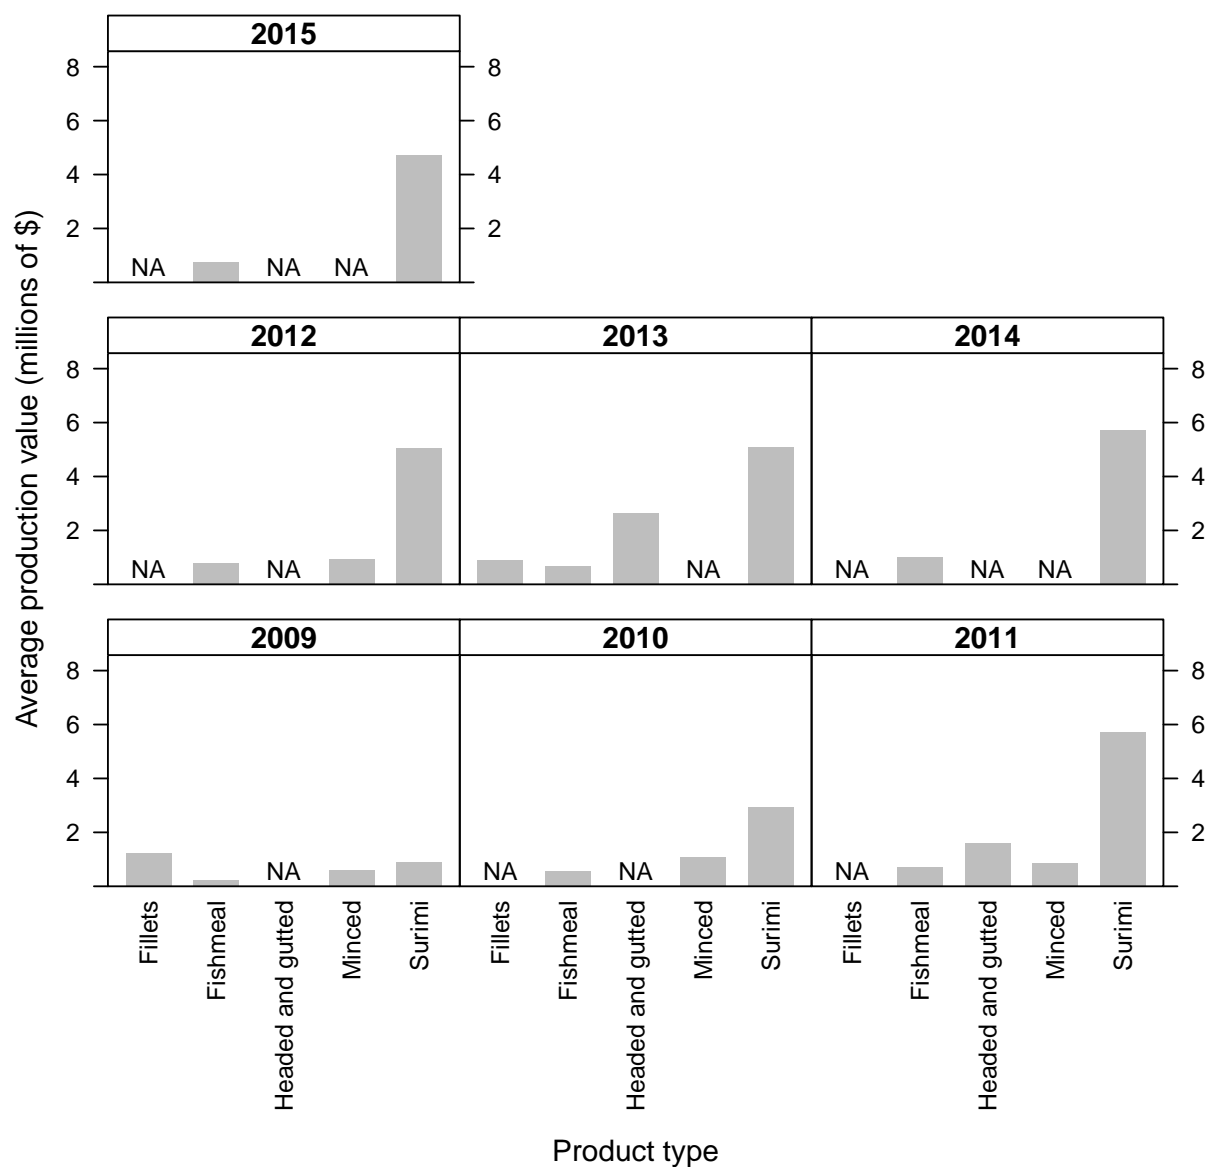 Average production value (millions of $)
2015
8 8
6 6
4 4
2 2
NA NA NA
2012 2013 2014
8 8
6 6
4 4
2 2
NA NA NA NA NA NA
2009 2010 2011
8 8
6 6
4 4
2 2
NA NA NA NA
Fillets Fishmeal Headed and gutted Minced Surimi Fillets Fishmeal Headed and gutted Minced Surimi Fillets Fishmeal Headed and gutted Minced Surimi
Product type